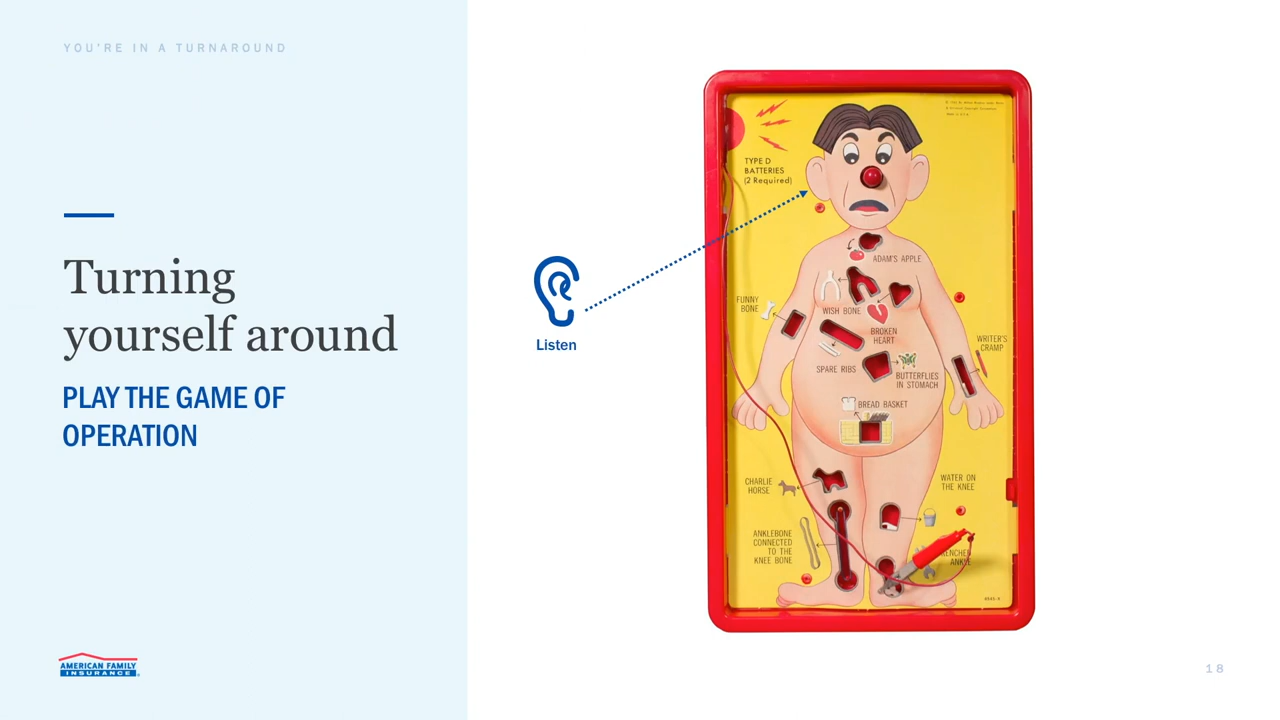 YOU'RE IN A TURNAROUND
Turning
yourself around
PLAY THE GAME OF
OPERATION
AMERICAN FAMILY
INSURANCE
Listen
TYPE D
BATTERIES
(2 Required)
ADAM'S APPLE
FUNNY
BONE
WISH BONE
BROKEN
HEART
WRITER'S
CRAMP
SPARE RIBS
BUTTERFLIES
IN STOMACH
BREAD BASKET
CHARLIE
HORSE
WATER ON
THE KNEE
ANKLEBONE
CONNECTED
TO THE
KNEE BONE
ANKLE
18